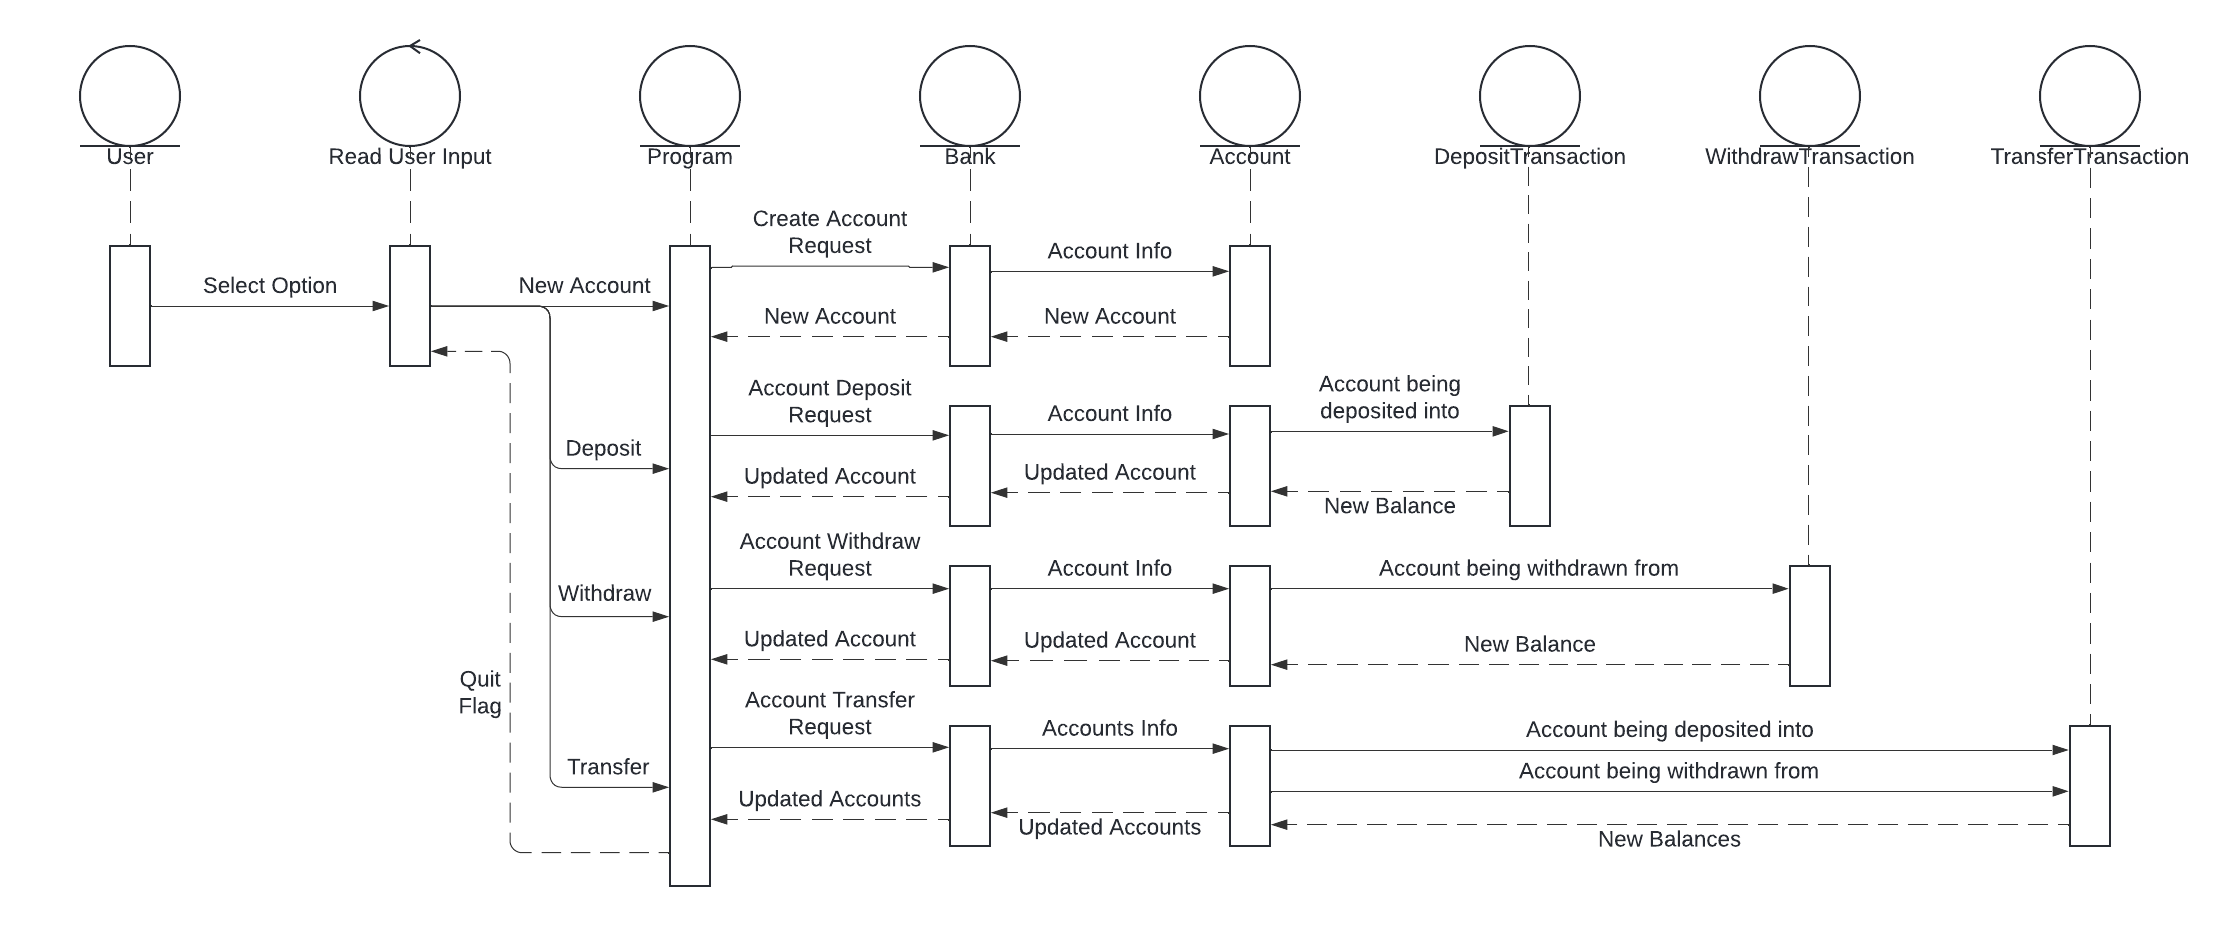 User
Read User Input
Program
Bank
Account
DepositTransaction
WithdrawTransaction
TransferTransaction
Create Account
Request
Account Info
Select Option
New Account
New Account
New Account
Account Deposit
Request
Account Info
Account being
deposited into
Deposit
Updated Account
Updated Account
New Balance
Account Withdraw
Request
Account Info
Account being withdrawn from
Withdraw
Updated Account
Updated Account
New Balance
Quit
Flag
Account Transfer
Request
Accounts Info
Account being deposited into
Transfer
Account being withdrawn from
Updated Accounts
Updated Accounts
New Balances